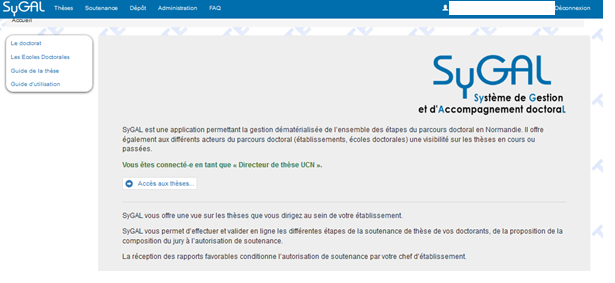 SyGAL Thèses Soutenance Dépôt Administration FAQ Déconnexion
Accueil
Le doctorat
Les Ecoles Doctorales
Guide de la thèse
Guide d'utilisation
SyGAL
Système de Gestion
et d'Accompagnement doctoraL
SyGAL est une application permettant la gestion dématérialisée de l'ensemble des étapes du parcours doctoral en Normandie. Il offre
également aux différents acteurs du parcours doctoral (établissements, écoles doctorales) une visibilité sur les thèses en cours ou
passées.
Vous êtes connecté-e en tant que « Directeur de thèse UCN ».
Accès aux thèses...
SyGAL vous offre une vue sur les thèses que vous dirigez au sein de votre établissement.
SyGAL vous permet d'effectuer et valider en ligne les différentes étapes de la soutenance de thèse de vos doctorants, de la proposition de la
composition du jury à l'autorisation de soutenance.
La réception des rapports favorables conditionne l'autorisation de soutenance par votre chef d'établissement.